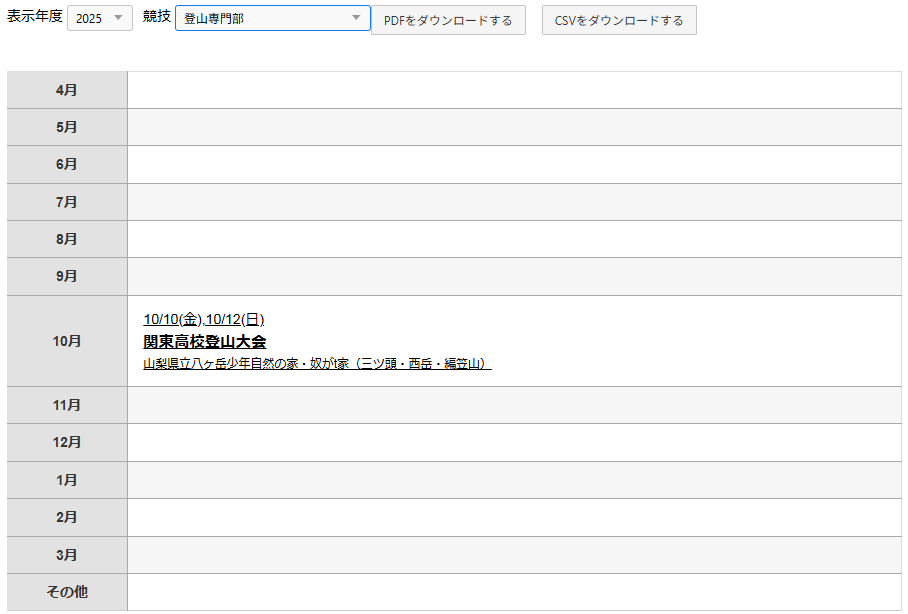 表示年度 2025 競技 登山専門部 PDFをダウンロードする CSVをダウンロードする
4月
5月
6月
7月
8月
9月
10月
10/10(金),10/12(日)
関東高校登山大会
山梨県立八ヶ岳少年自然の家・奴がt家（三ツ頭・西岳・編笠山）
11月
12月
1月
2月
3月
その他